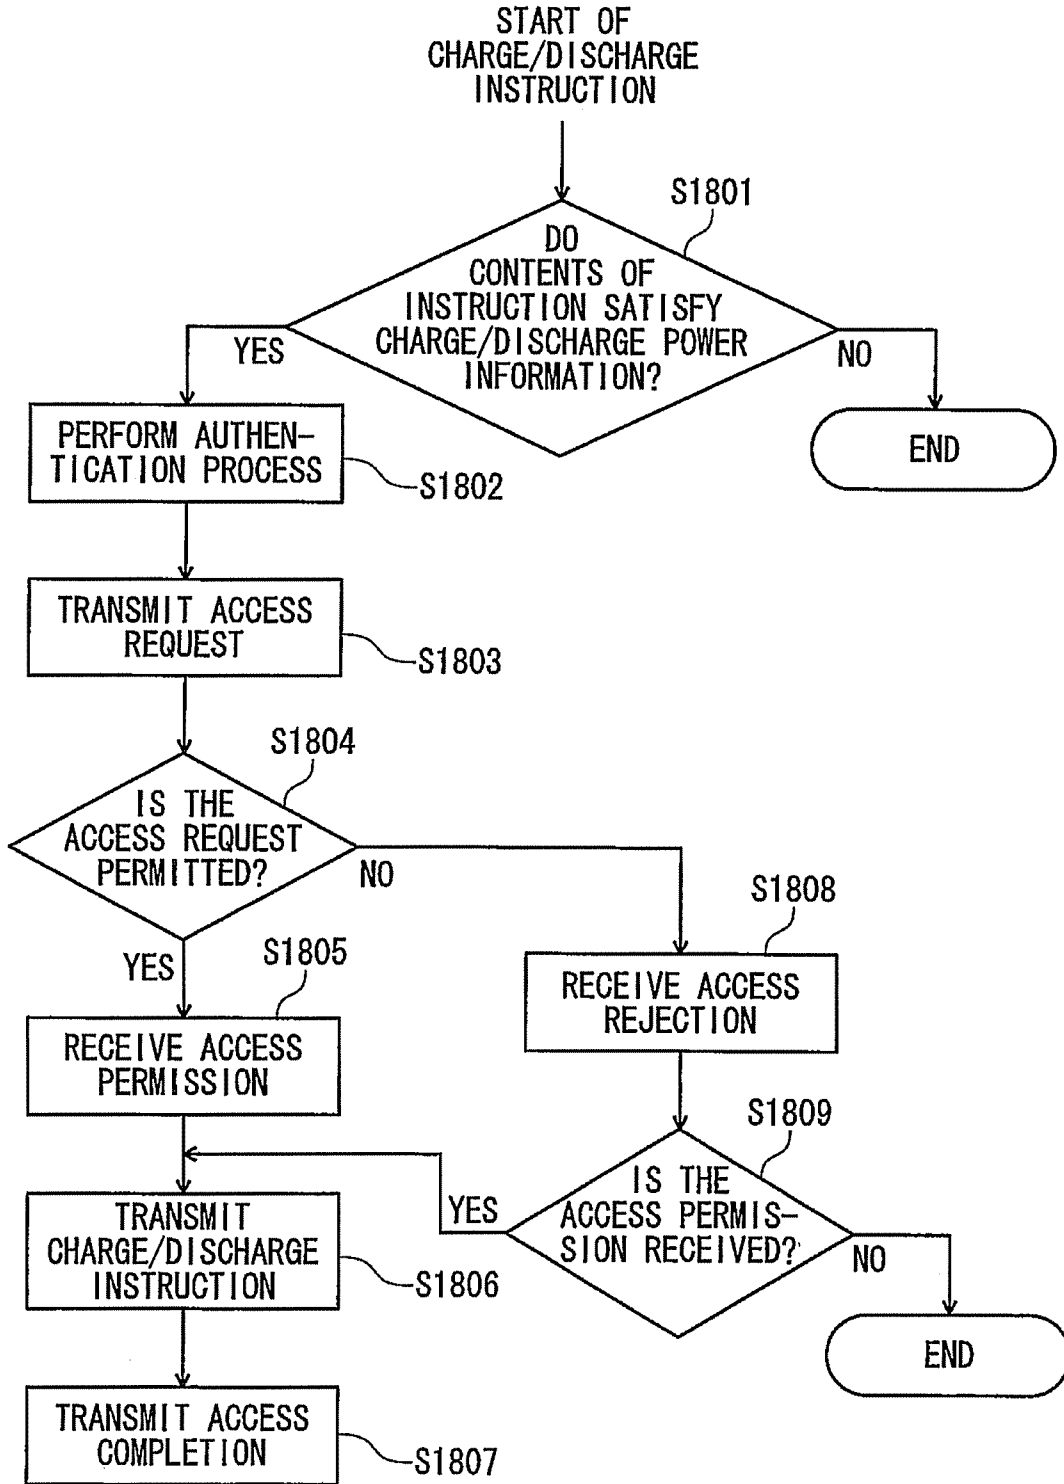 START OF
CHARGE/DISCHARGE
INSTRUCTION
S1801
DO
CONTENTS OF
INSTRUCTION SATISFY
CHARGE/DISCHARGE POWER
INFORMATION?
YES
NO
PERFORM AUTHEN-
TICATION PROCESS
S1802
END
TRANSMIT ACCESS
REQUEST
S1803
S1804
IS THE
ACCESS REQUEST
PERMITTED?
NO
YES
S1805
S1808
RECEIVE ACCESS
REJECTION
RECEIVE ACCESS
PERMISSION
S1809
IS THE
ACCESS PERMIS-
SION RECEIVED?
YES
NO
TRANSMIT
CHARGE/DISCHARGE
INSTRUCTION
S1806
END
TRANSMIT ACCESS
COMPLETION
S1807